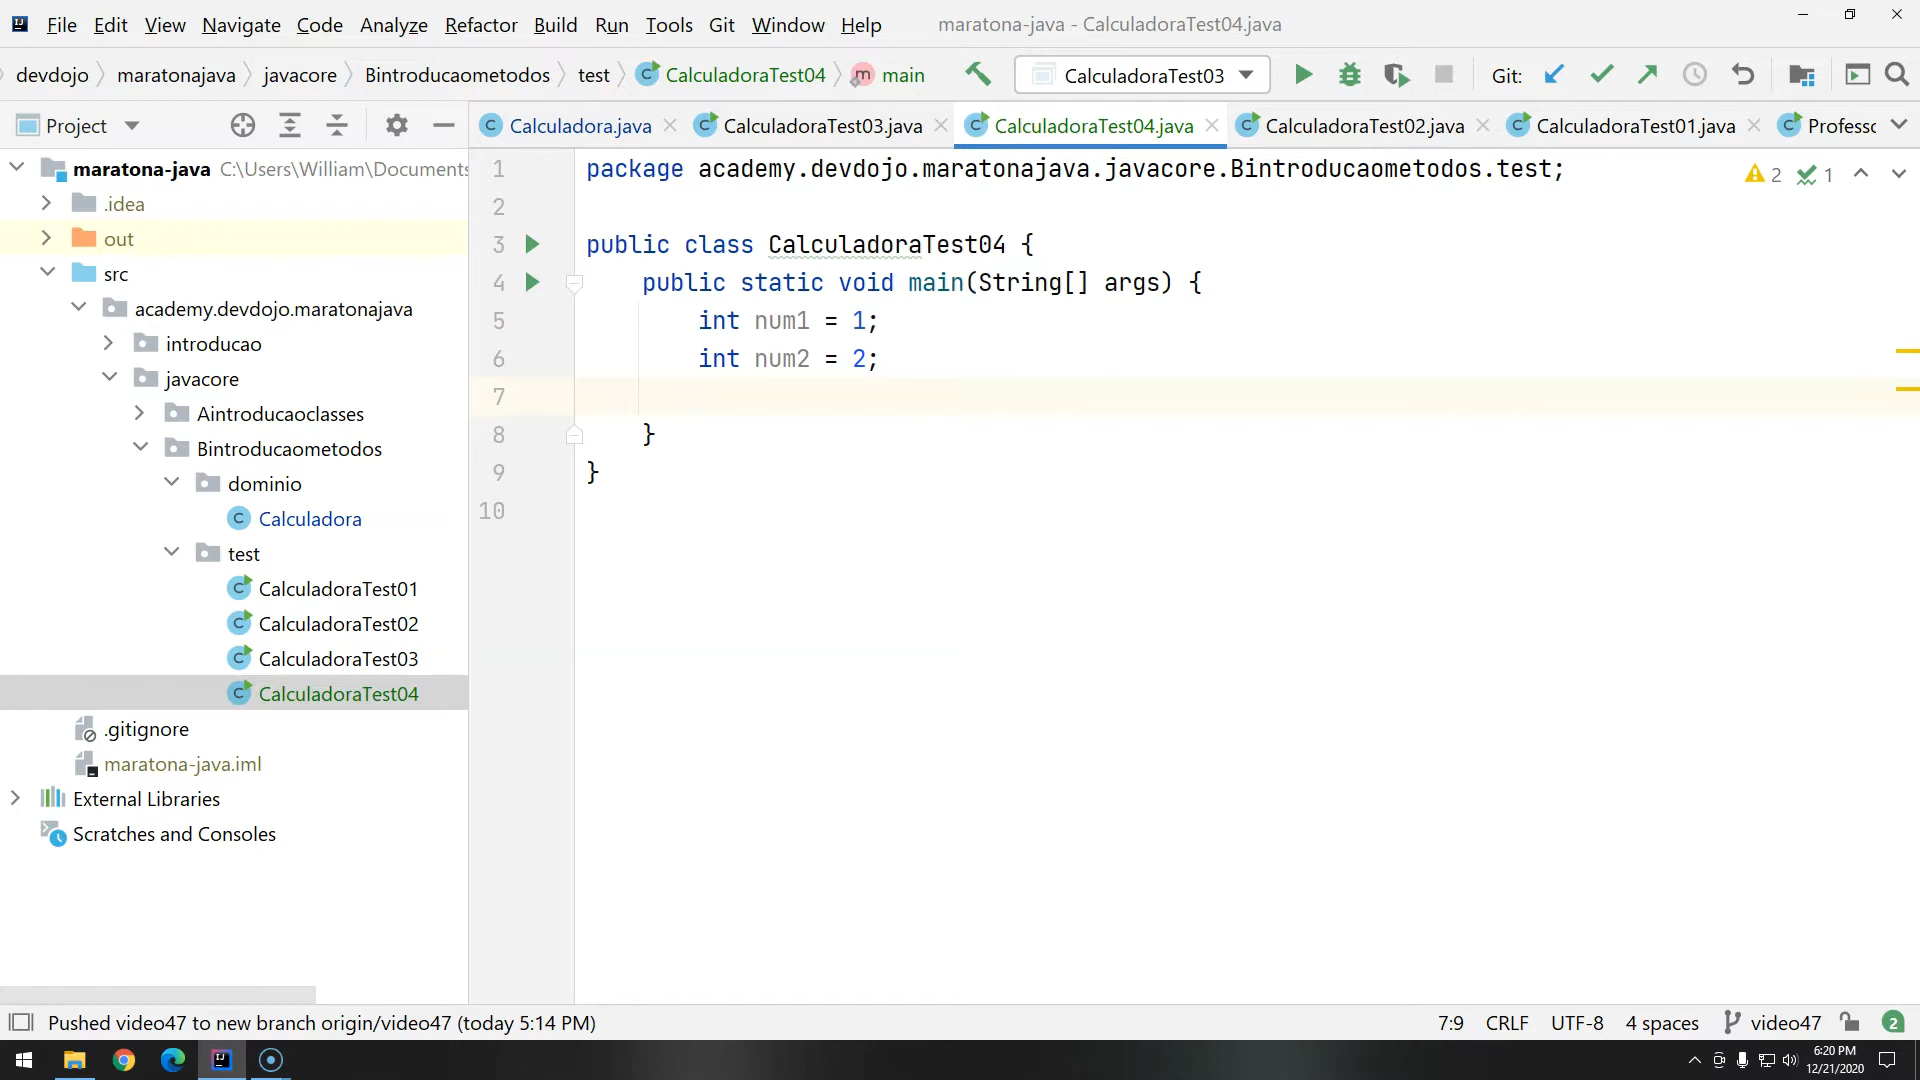 File Edit View Navigate Code Analyze Refactor Build Run Tools Git Window Help maratona-java - CalculadoraTest04.java
devdojo maratonajava javacore Bintroducaometodos test CalculadoraTest04 main CalculadoraTest03 Git:
Project
Calculadora.java CalculadoraTest03.java CalculadoraTest04.java CalculadoraTest02.java CalculadoraTest01.java Professo
maratona-java C:\Users\William\Documents
.idea
out
src
academy.devdojo.maratonajava
introducao
javacore
Aintroducaoclasses
Bintroducaometodos
dominio
Calculadora
test
CalculadoraTest01
CalculadoraTest02
CalculadoraTest03
CalculadoraTest04
.gitignore
maratona-java.iml
External Libraries
Scratches and Consoles
1 package academy.devdojo.maratonajava.javacore.Bintroducaometodos.test;
2
3 public class CalculadoraTest04 {
4 public static void main(String[] args) {
5 int num1 = 1;
6 int num2 = 2;
7
8 }
9 }
10
2 1
Pushed video47 to new branch origin/video47 (today 5:14 PM) 7:9 CRLF UTF-8 4 spaces video47 2
6:20 PM
12/21/2020